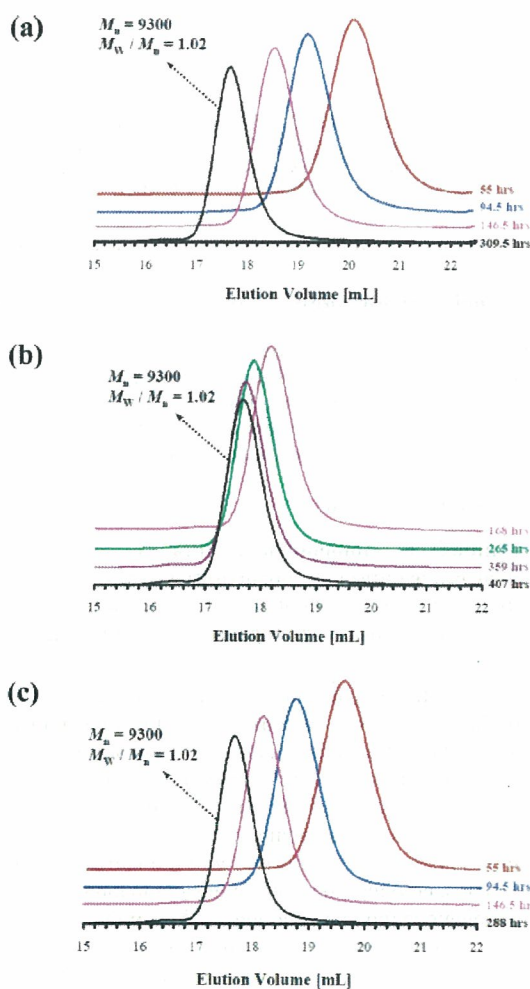 (a)
Mn = 9300
MW / Mn = 1.02
55 hrs
94.5 hrs
146.5 hrs
309.5 hrs
15 16 17 18 19 20 21 22
Elution Volume [mL]
(b)
Mn = 9300
MW / Mn = 1.02
168 hrs
265 hrs
359 hrs
407 hrs
15 16 17 18 19 20 21 22
Elution Volume [mL]
(c)
Mn = 9300
MW / Mn = 1.02
55 hrs
94.5 hrs
146.5 hr
288 hrs
15 16 17 18 19 20 21 22
Elution Volume [mL]